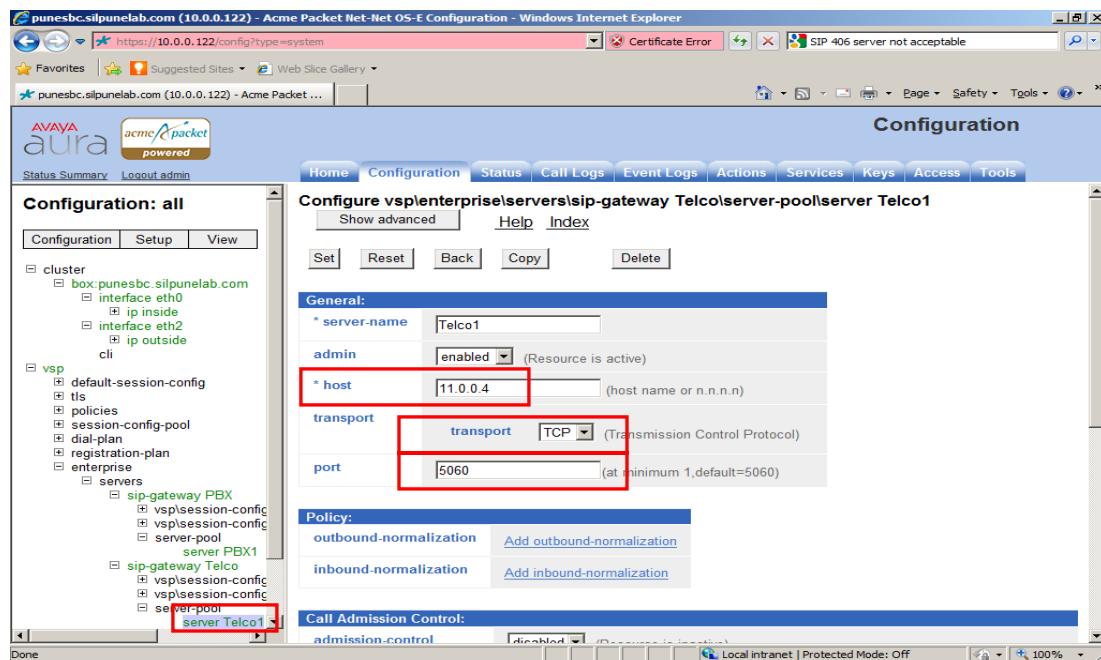 punesbc.silpunelab.com (10.0.0.122) - Acme Packet Net-Net OS-E Configuration - Windows Internet Explorer
https://10.0.0.122/config?type=system
Certificate Error
SIP 406 server not acceptable
Favorites
Suggested Sites
Web Slice Gallery
punesbc.silpunelab.com (10.0.0.122) - Acme Packet ...
Page
Safety
Tools
AVAYA
aura
acme packet
powered
Configuration
Status Summary
Logout admin
Home
Configuration
Status
Call Logs
Event Logs
Actions
Services
Keys
Access
Tools
Configuration: all
Configuration
Setup
View
cluster
box:punesbc.silpunelab.com
interface eth0
ip inside
interface eth2
ip outside
cli
vsp
default-session-config
tls
policies
session-config-pool
dial-plan
registration-plan
enterprise
servers
sip-gateway PBX
vsp\session-config
vsp\session-config
server-pool
server PBX1
sip-gateway Telco
vsp\session-config
vsp\session-config
server-pool
server Telco1
Configure vsp\enterprise\servers\sip-gateway Telco\server-pool\server Telco1
Show advanced
Help
Index
Set
Reset
Back
Copy
Delete
General:
* server-name
Telco1
admin
enabled
(Resource is active)
* host
11.0.0.4
(host name or n.n.n.n)
transport
transport
TCP
(Transmission Control Protocol)
port
5060
(at minimum 1,default=5060)
Policy:
outbound-normalization
Add outbound-normalization
inbound-normalization
Add inbound-normalization
Call Admission Control:
admission-control
disabled
(Resource is inactive)
Done
Local intranet | Protected Mode: Off
100%